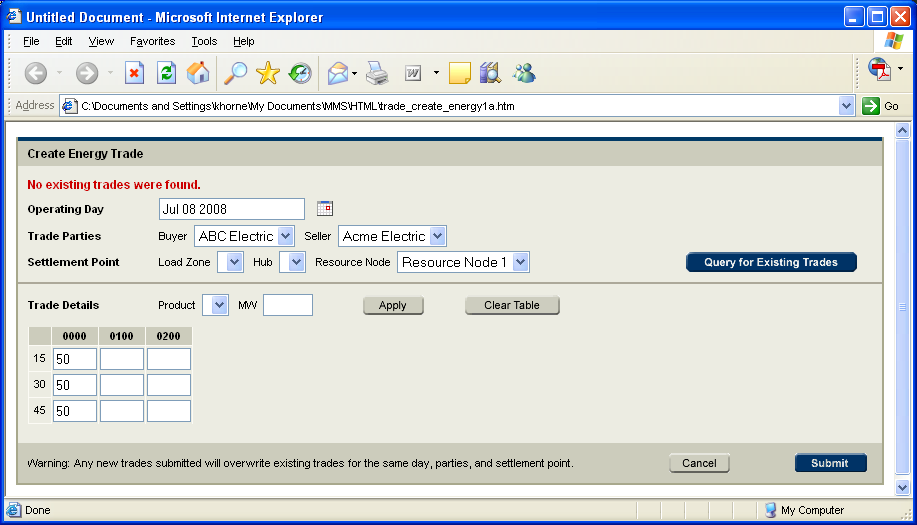 Untitled Document - Microsoft Internet Explorer
File Edit View Favorites Tools Help
Address C:\Documents and Settings\khorne\My Documents\MMS\HTML\trade_create_energy1a.htm Go
Create Energy Trade
No existing trades were found.
Operating Day Jul 08 2008
Trade Parties Buyer ABC Electric Seller Acme Electric
Settlement Point Load Zone Hub Resource Node Resource Node 1 Query for Existing Trades
Trade Details Product MW Apply Clear Table
0000 0100 0200
15 50
30 50
45 50
Warning: Any new trades submitted will overwrite existing trades for the same day, parties, and settlement point. Cancel Submit
Done My Computer